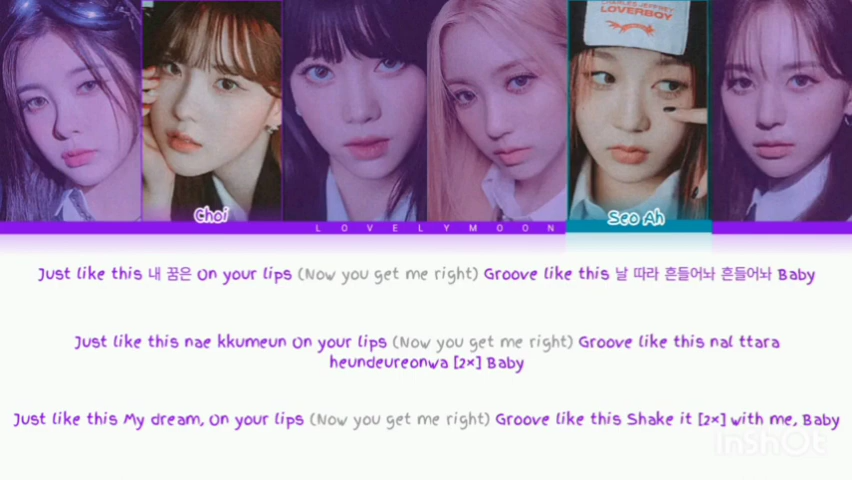 CHARLES JEFFREY
LOVERBOY
Choi
Seo Ah
LOVELYMOON
Just like this 내 꿈은 On your lips (Now you get me right) Groove like this 날 따라 흔들어놔 흔들어놔 Baby
Just like this nae kkumeun On your lips (Now you get me right) Groove like this nal ttara
heundeureonwa [2×] Baby
Just like this My dream, On your lips (Now you get me right) Groove like this Shake it [2×] with me, Baby
InShOt